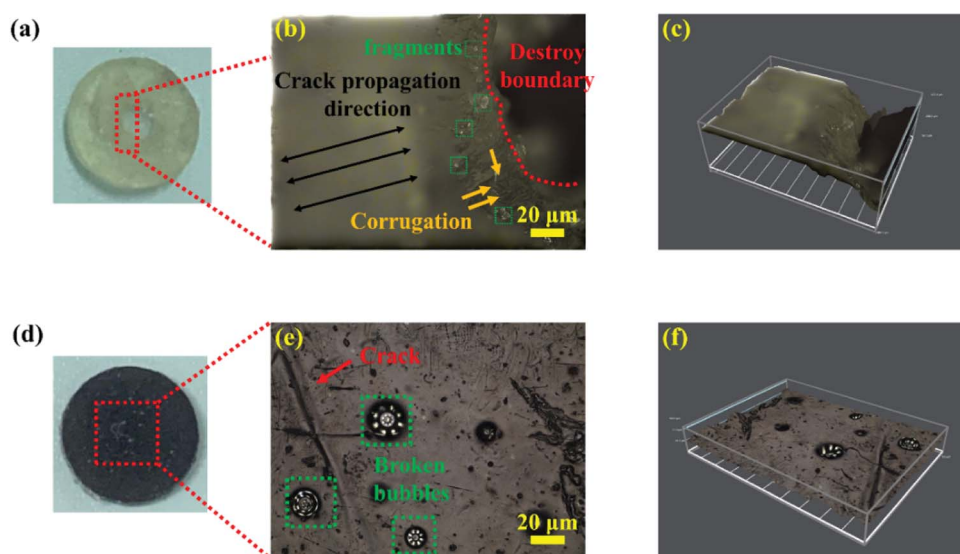 (a)
(b)
fragments
Destroy
boundary
Crack propagation
direction
Corrugation
20 μm
(c)
(d)
(e)
Crack
Broken
bubbles
20 μm
(f)